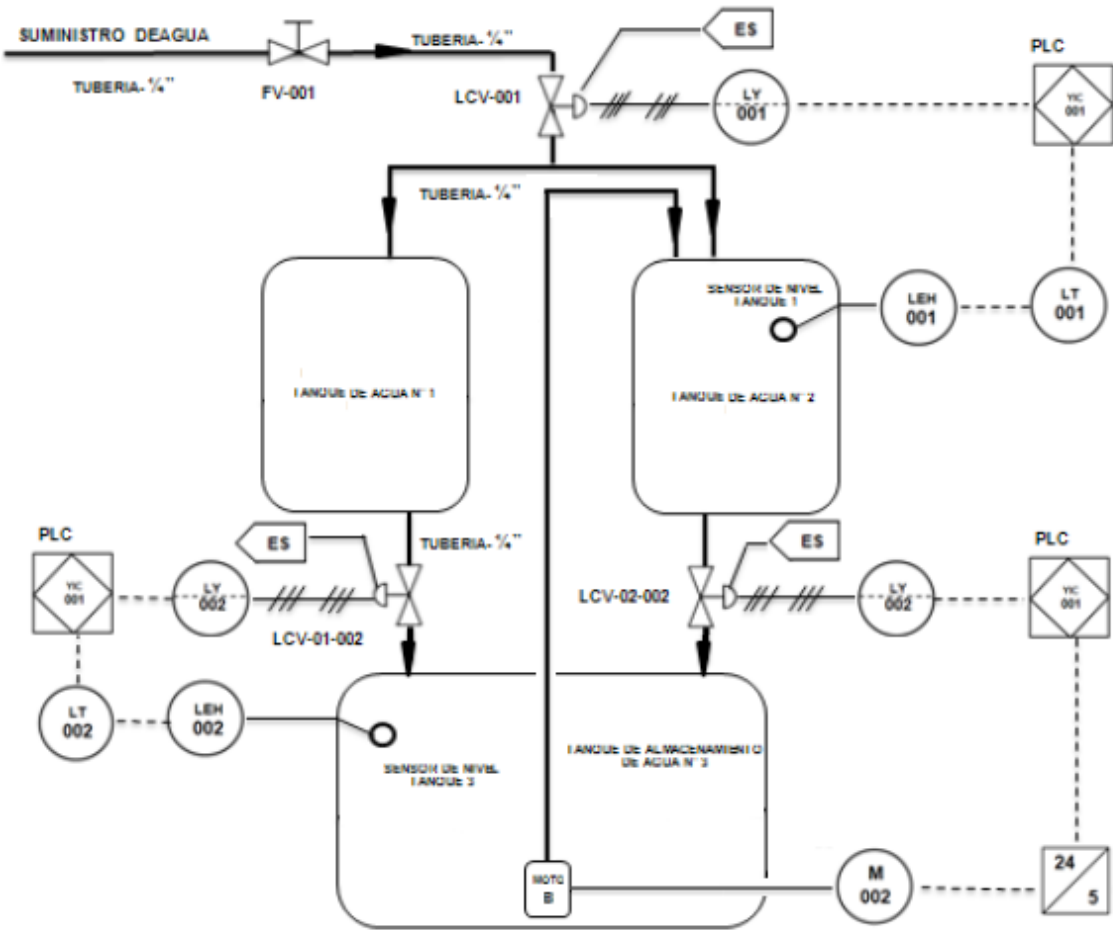 SUMINISTRO DEAGUA
TUBERIA- ¾"
FV-001
TUBERIA- ¾"
LCV-001
ES
LY
001
PLC
YIC
001
TUBERIA- ¾"
SENSOR DE NIVEL
TANQUE 1
LEH
001
LT
001
TANQUE DE AGUA N° 1
TANQUE DE AGUA N° 2
PLC
YIC
001
LY
002
ES
TUBERIA- ¾"
LCV-01-002
LCV-02-002
ES
LY
002
PLC
YIC
001
LT
002
LEH
002
SENSOR DE NIVEL
TANQUE 3
TANQUE DE ALMACENAMIENTO
DE AGUA N° 3
MOTO
B
M
002
24
5